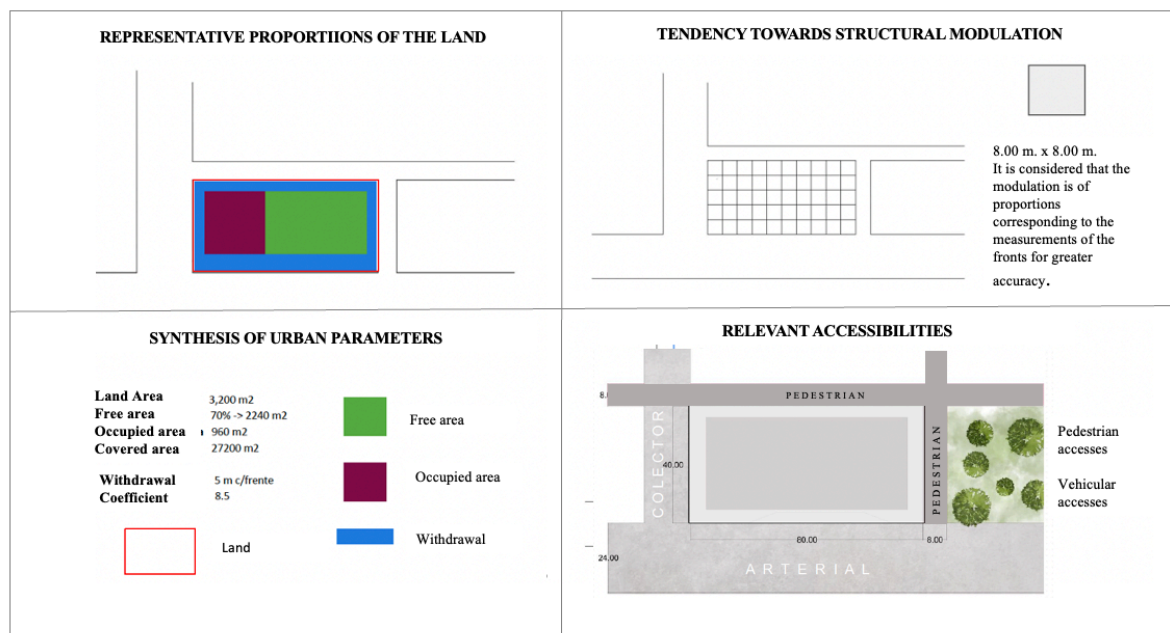 REPRESENTATIVE PROPORTIIONS OF THE LAND
TENDENCY TOWARDS STRUCTURAL MODULATION
8.00 m. x 8.00 m.
It is considered that the
modulation is of
proportions
corresponding to the
measurements of the
fronts for greater
accuracy.
SYNTHESIS OF URBAN PARAMETERS
Land Area 3,200 m2
Free area 70% -> 2240 m2
Occupied area 960 m2
Covered area 27200 m2
Withdrawal 5 m c/frente
Coefficient 8.5
Land
Free area
Occupied area
Withdrawal
RELEVANT ACCESSIBILITIES
PEDESTRIAN
COLECTOR
40.00
PEDESTRIAN
80.00
8.00
24.00
ARTERIAL
Pedestrian
accesses
Vehicular
accesses